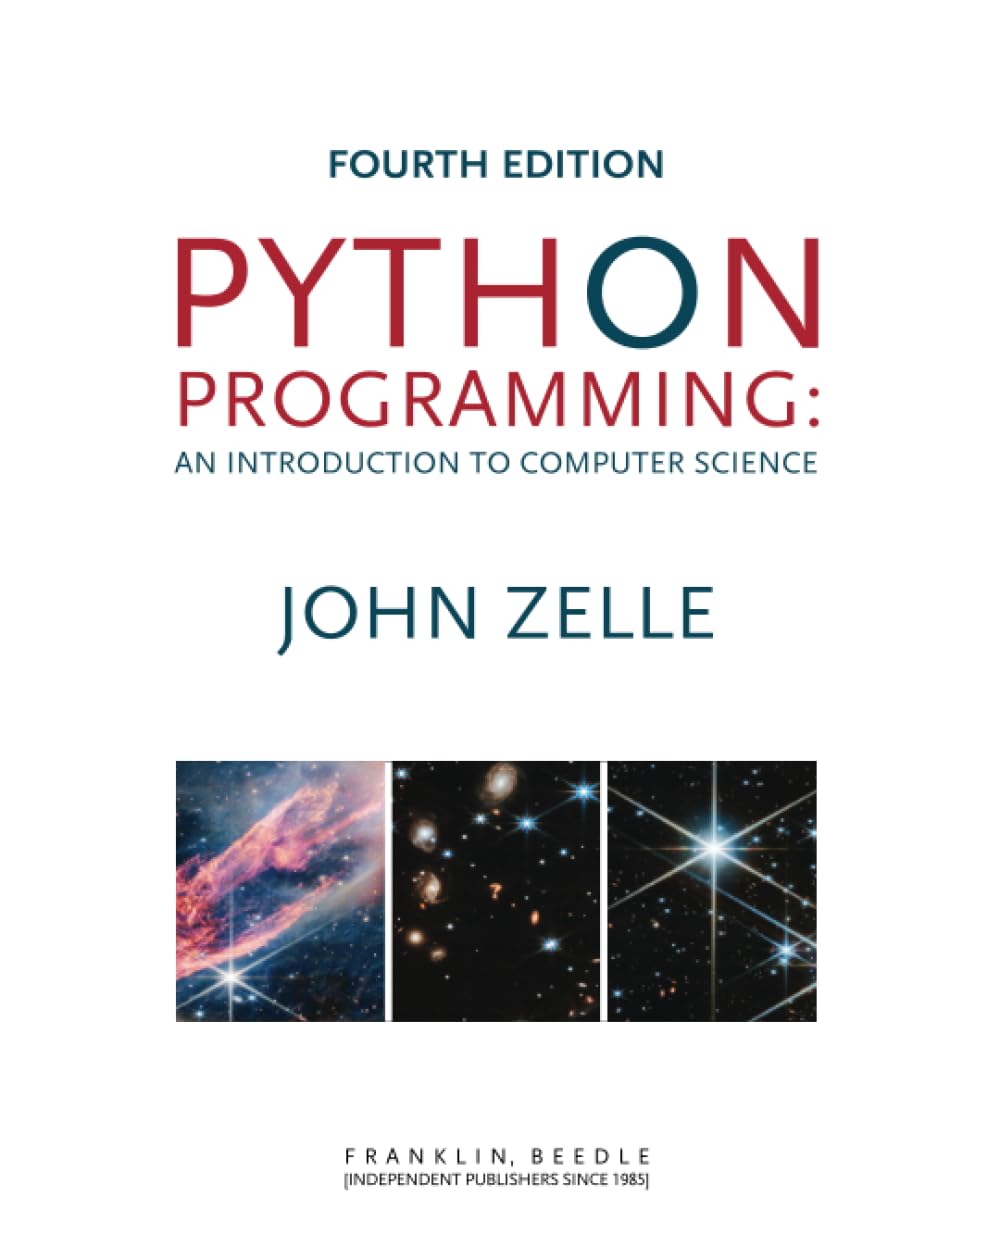 FOURTH EDITION
PYTHON
PROGRAMMING:
AN INTRODUCTION TO COMPUTER SCIENCE
JOHN ZELLE
FRANKLIN, BEEDLE
[INDEPENDENT PUBLISHERS SINCE 1985]